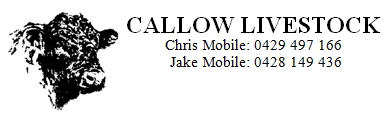 CALLOW LIVESTOCK
Chris Mobile: 0429 497 166
Jake Mobile: 0428 149 436